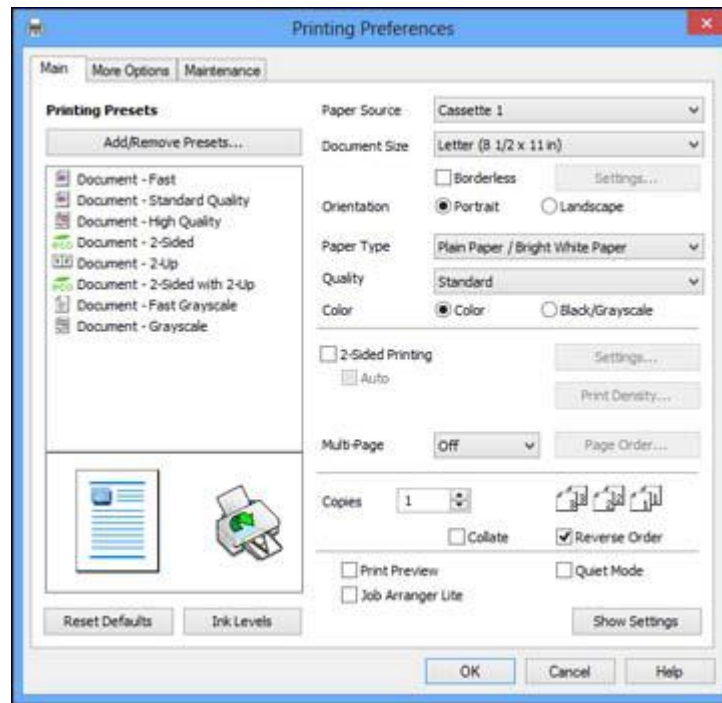 Printing Preferences
Main
More Options
Maintenance
Printing Presets
Add/Remove Presets...
Document - Fast
Document - Standard Quality
Document - High Quality
eco Document - 2-Sided
Document - 2-Up
eco Document - 2-Sided with 2-Up
Document - Fast Grayscale
Document - Grayscale
Reset Defaults
Ink Levels
Paper Source Cassette 1
Document Size Letter (8 1/2 x 11 in)
Borderless Settings...
Orientation Portrait Landscape
Paper Type Plain Paper / Bright White Paper
Quality Standard
Color Color Black/Grayscale
2-Sided Printing Settings...
Auto
Print Density...
Multi-Page Off Page Order...
Copies 1
Collate Reverse Order
Print Preview Quiet Mode
Job Arranger Lite
Show Settings
OK Cancel Help